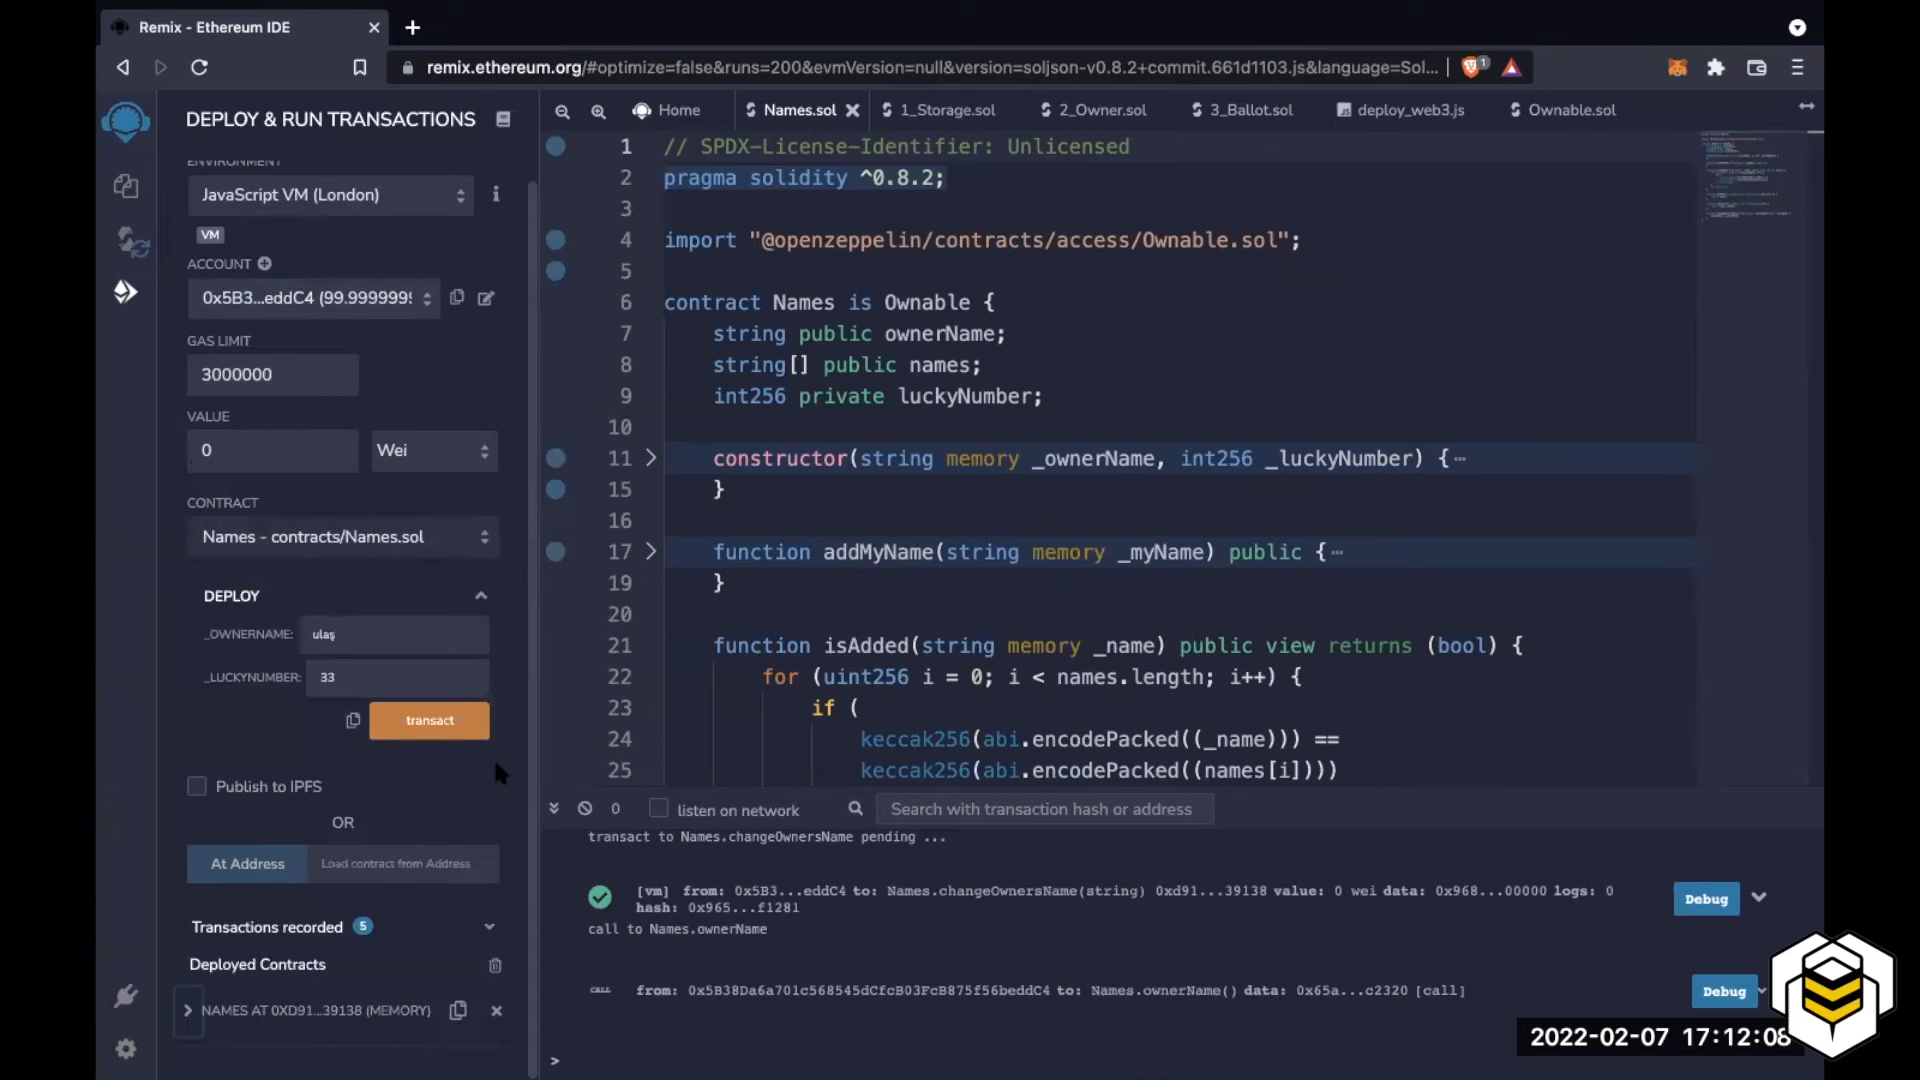 Remix - Ethereum IDE
remix.ethereum.org/#optimize=false&runs=200&evmVersion=null&version=soljson-v0.8.2+commit.661d1103.js&language=Sol...
1
DEPLOY & RUN TRANSACTIONS
Home
Names.sol
1_Storage.sol
2_Owner.sol
3_Ballot.sol
deploy_web3.js
Ownable.sol
ENVIRONMENT
JavaScript VM (London)
VM
ACCOUNT
0x5B3...eddC4 (99.9999999
GAS LIMIT
3000000
VALUE
0
Wei
CONTRACT
Names - contracts/Names.sol
DEPLOY
_OWNERNAME: ulaş
_LUCKYNUMBER: 33
transact
Publish to IPFS
OR
At Address
Load contract from Address
Transactions recorded 5
Deployed Contracts
NAMES AT 0XD91...39138 (MEMORY)
1 // SPDX-License-Identifier: Unlicensed
2 pragma solidity ^0.8.2;
3
4 import "@openzeppelin/contracts/access/Ownable.sol";
5
6 contract Names is Ownable {
7 string public ownerName;
8 string[] public names;
9 int256 private luckyNumber;
10
11 constructor(string memory _ownerName, int256 _luckyNumber) {⋯
15 }
16
17 function addMyName(string memory _myName) public {⋯
19 }
20
21 function isAdded(string memory _name) public view returns (bool) {
22 for (uint256 i = 0; i < names.length; i++) {
23 if (
24 keccak256(abi.encodePacked((_name))) ==
25 keccak256(abi.encodePacked((names[i])))
0
listen on network
Search with transaction hash or address
transact to Names.changeOwnersName pending ...
[vm] from: 0x5B3...eddC4 to: Names.changeOwnersName(string) 0xd91...39138 value: 0 wei data: 0x968...00000 logs: 0
hash: 0x965...f1281
Debug
call to Names.ownerName
CALL from: 0x5B38Da6a701c568545dCfcB03FcB875f56beddC4 to: Names.ownerName() data: 0x65a...c2320 [call]
Debug
>
2022-02-07 17:12:08